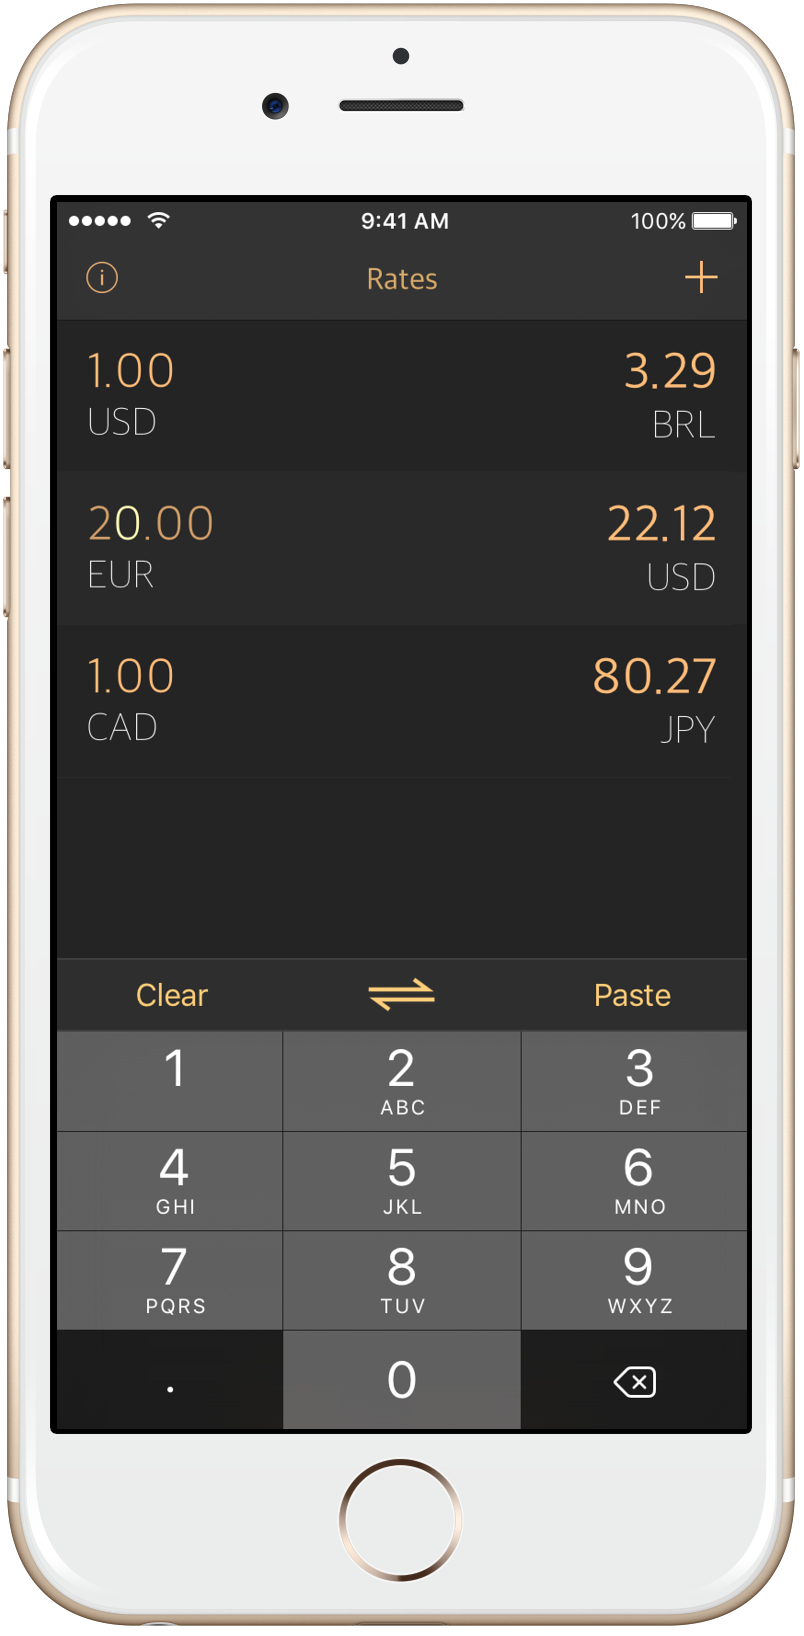 9:41 AM 100%
i Rates +
1.00 3.29
USD BRL
20.00 22.12
EUR USD
1.00 80.27
CAD JPY
Clear Paste
1 2 3
ABC DEF
4 5 6
GHI JKL MNO
7 8 9
PQRS TUV WXYZ
. 0